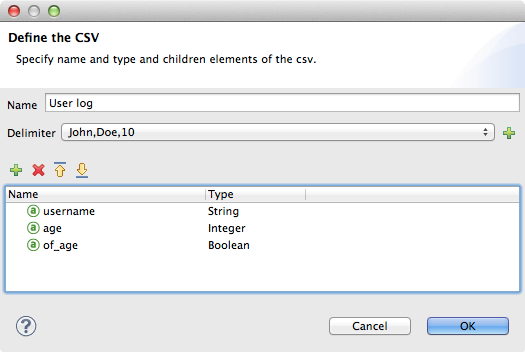 Define the CSV
Specify name and type and children elements of the csv.
Name User log
Delimiter John,Doe,10
Name Type
a username String
a age Integer
a of_age Boolean
? Cancel OK